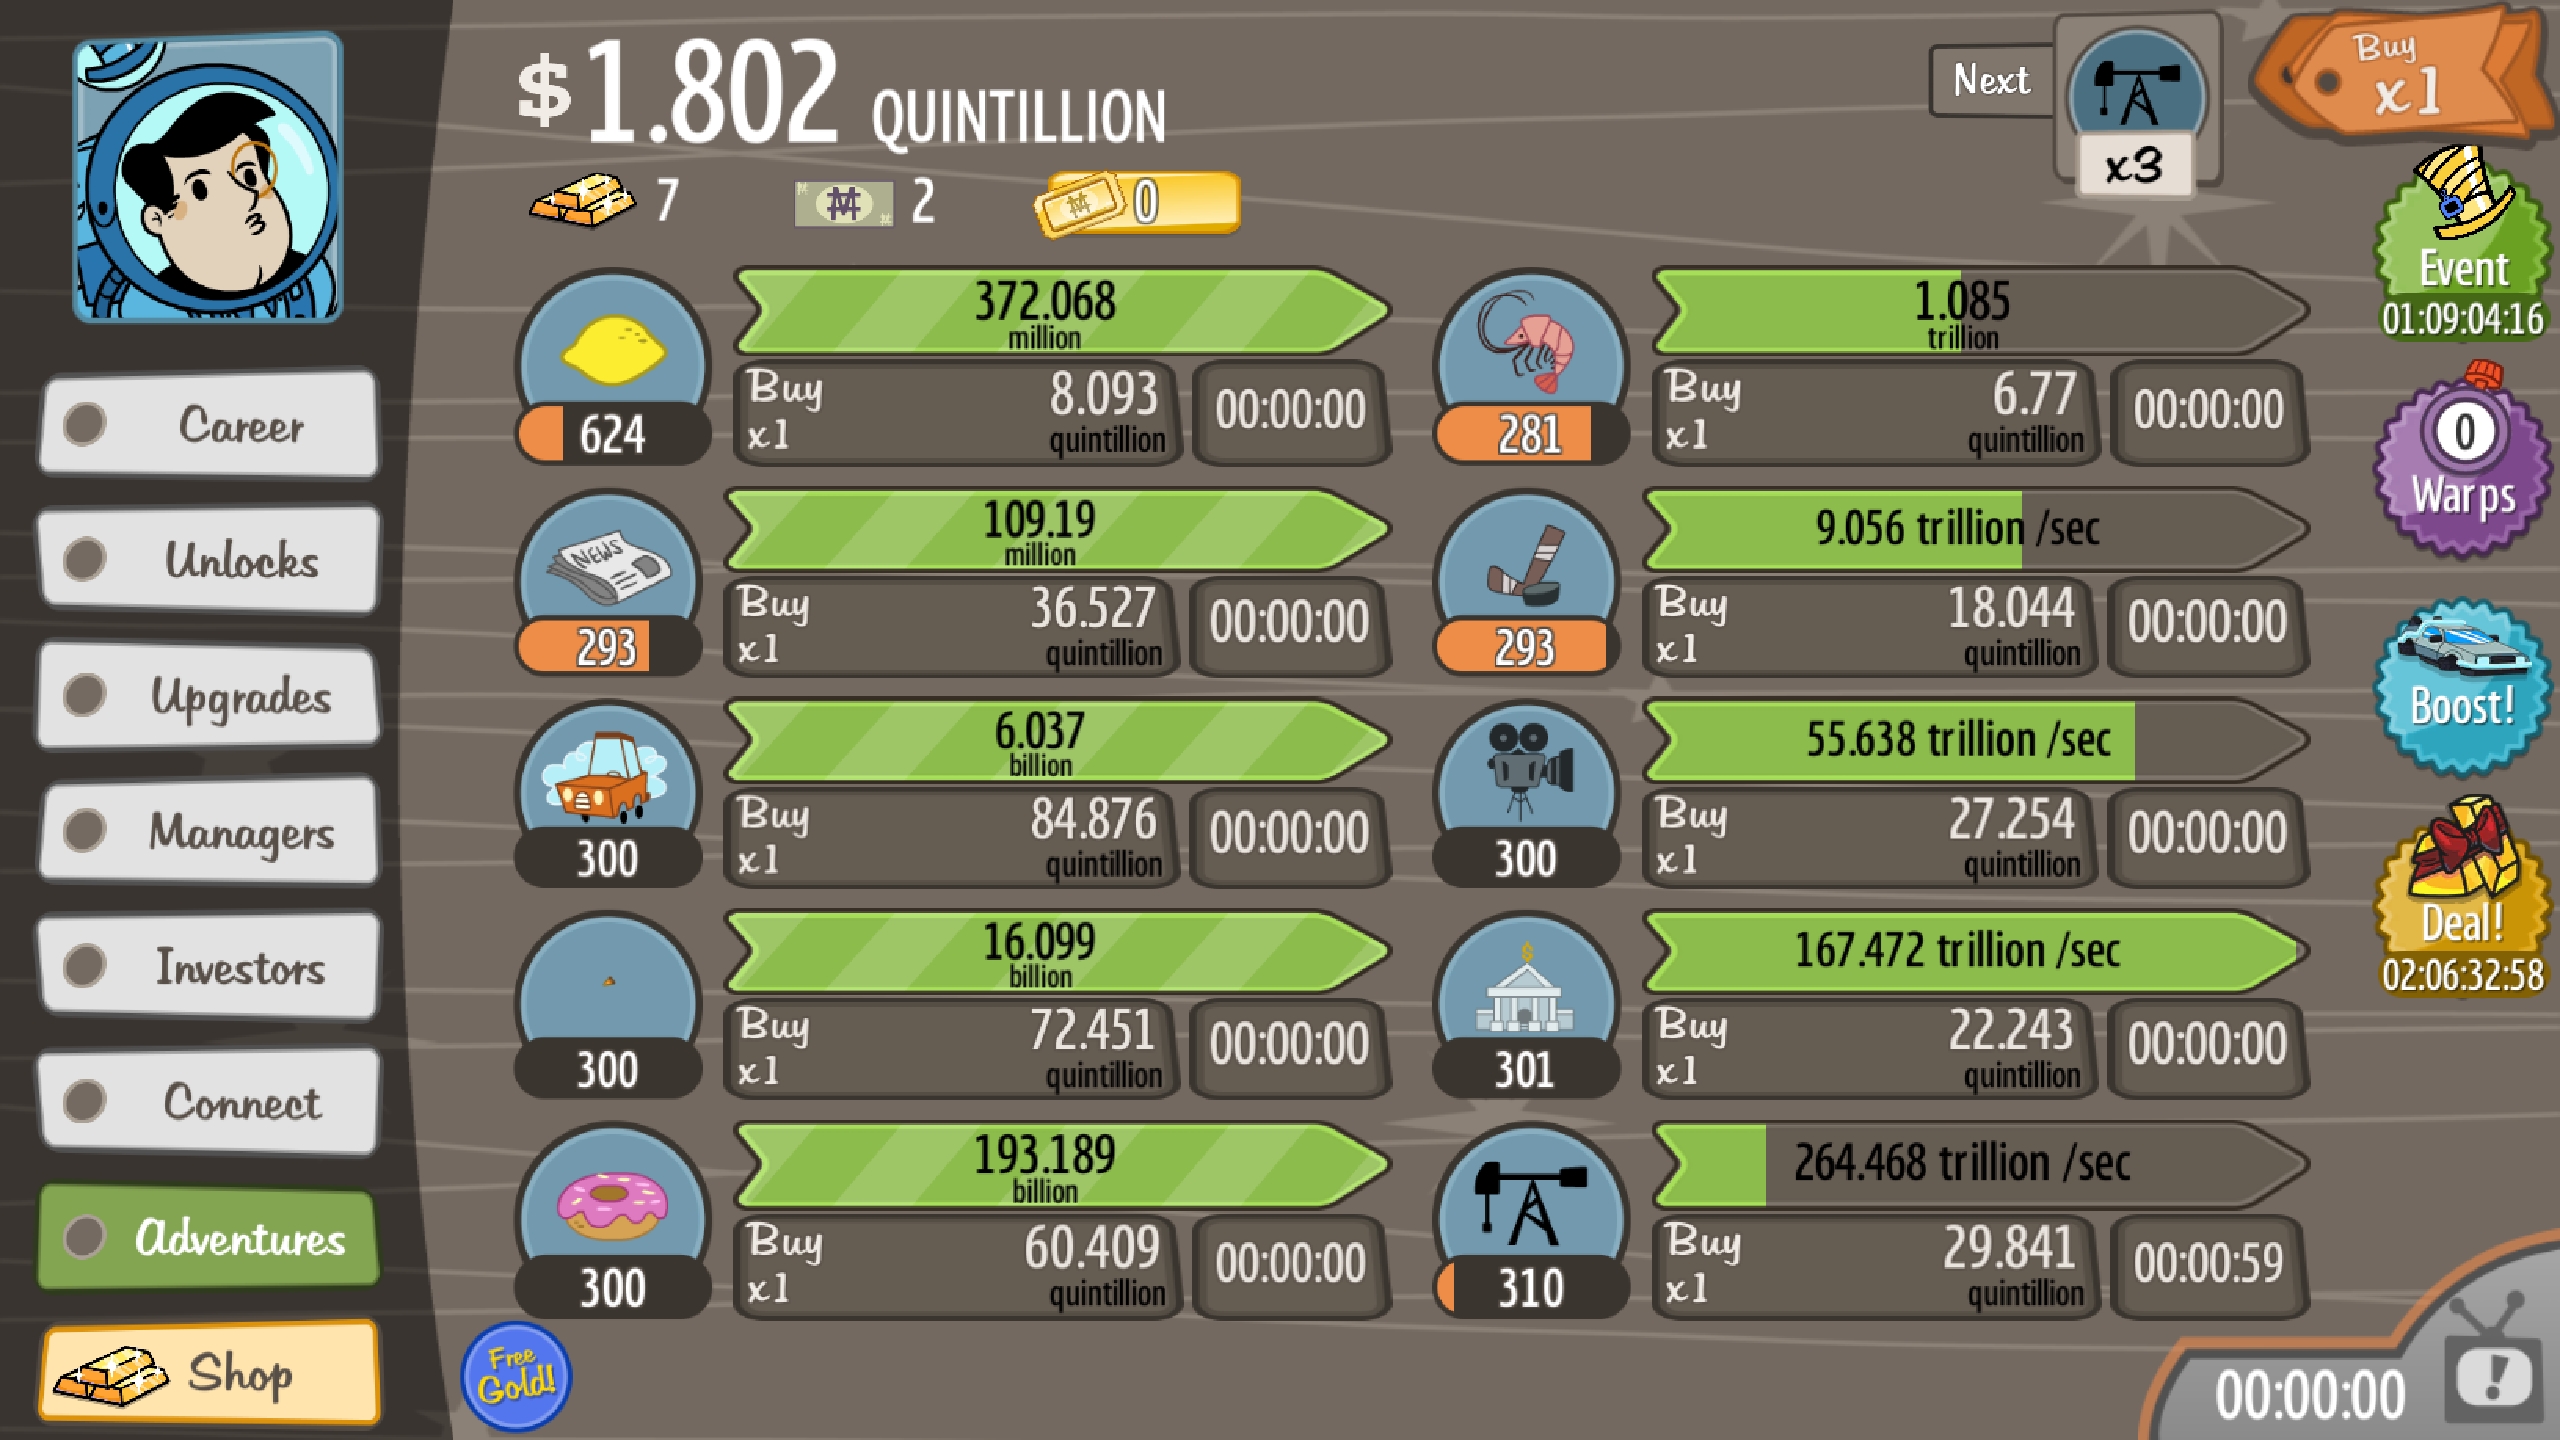 $1.802 QUINTILLION
7
2
0
Next
x3
Buy
x1
Event
01:09:04:16
0
Warps
Boost!
Deal!
02:06:32:58
Career
Unlocks
Upgrades
Managers
Investors
Connect
Adventures
Shop
372.068
million
624
Buy
x1
8.093
quintillion
00:00:00
1.085
trillion
281
Buy
x1
6.77
quintillion
00:00:00
NEWS
109.19
million
293
Buy
x1
36.527
quintillion
00:00:00
9.056 trillion /sec
293
Buy
x1
18.044
quintillion
00:00:00
6.037
billion
300
Buy
x1
84.876
quintillion
00:00:00
55.638 trillion /sec
300
Buy
x1
27.254
quintillion
00:00:00
16.099
billion
300
Buy
x1
72.451
quintillion
00:00:00
167.472 trillion /sec
301
Buy
x1
22.243
quintillion
00:00:00
193.189
billion
300
Buy
x1
60.409
quintillion
00:00:00
264.468 trillion /sec
310
Buy
x1
29.841
quintillion
00:00:59
Free
Gold!
00:00:00
!